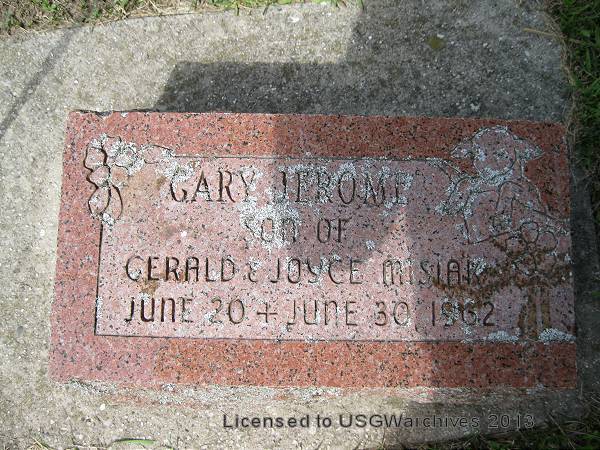 GARY JEROME
SON OF
GERALD & JOYCE MISIAK
JUNE 20 + JUNE 30, 1962
Licensed to USGWarchives 2013